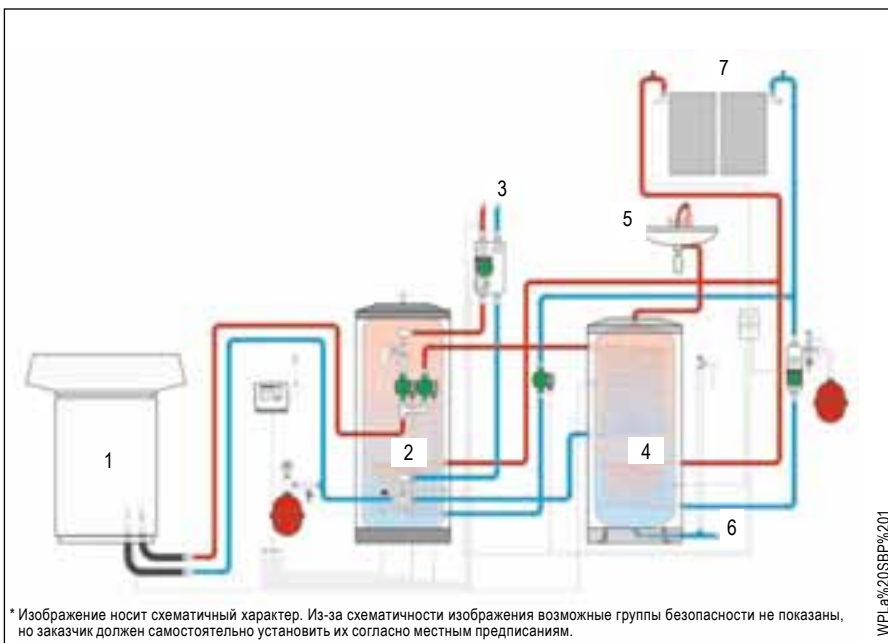 7
3
5
1
2
4
6
* Изображение носит схематичный характер. Из-за схематичности изображения возможные группы безопасности не показаны,
но заказчик должен самостоятельно установить их согласно местным предписаниям.
WPLa%20SBP%201